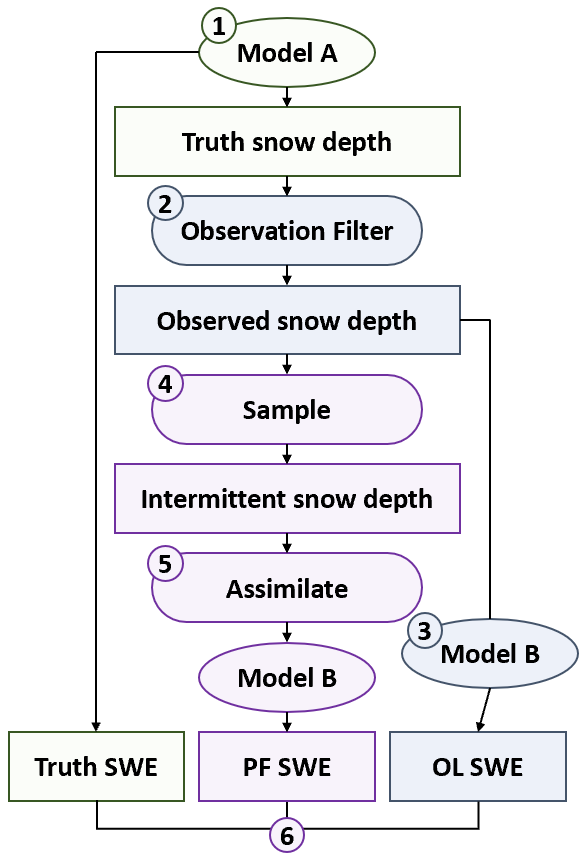 1
Model A
Truth snow depth
2
Observation Filter
Observed snow depth
4
Sample
Intermittent snow depth
5
Assimilate
3
Model B
Model B
Truth SWE
PF SWE
OL SWE
6